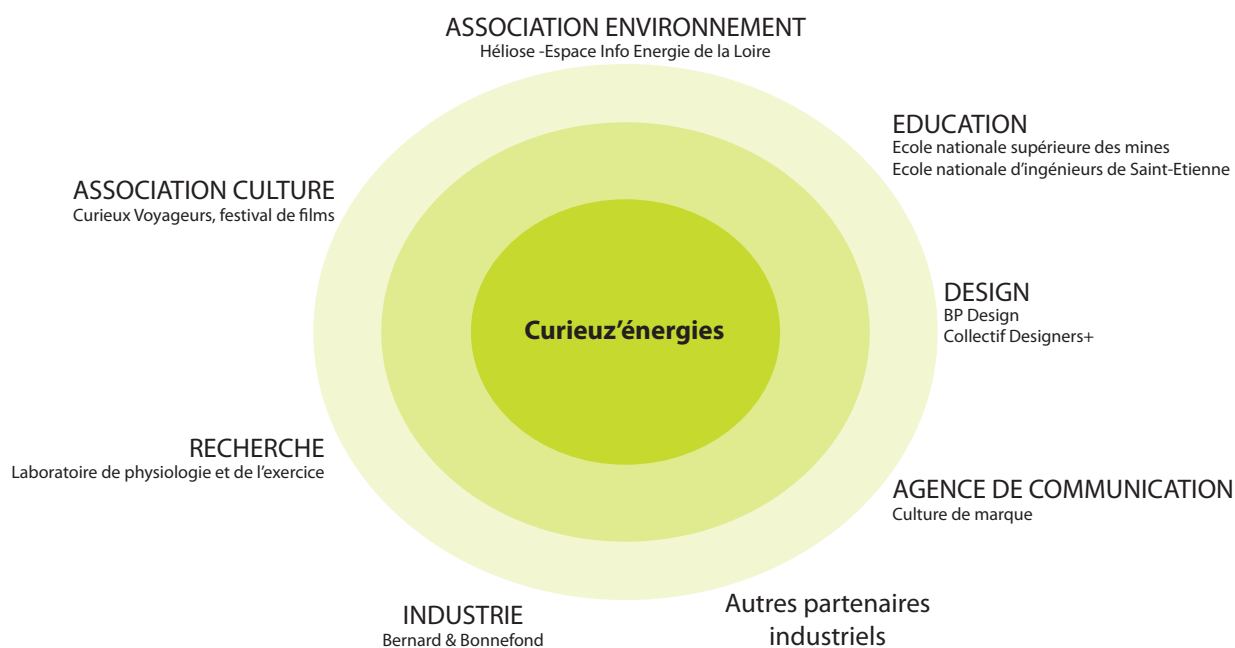 ASSOCIATION ENVIRONNEMENT
Héliose -Espace Info Energie de la Loire
EDUCATION
Ecole nationale supérieure des mines
Ecole nationale d’ingénieurs de Saint-Etienne
ASSOCIATION CULTURE
Curieux Voyageurs, festival de films
DESIGN
BP Design
Collectif Designers+
Curieuz’énergies
RECHERCHE
Laboratoire de physiologie et de l’exercice
AGENCE DE COMMUNICATION
Culture de marque
INDUSTRIE
Bernard & Bonnefond
Autres partenaires
industriels